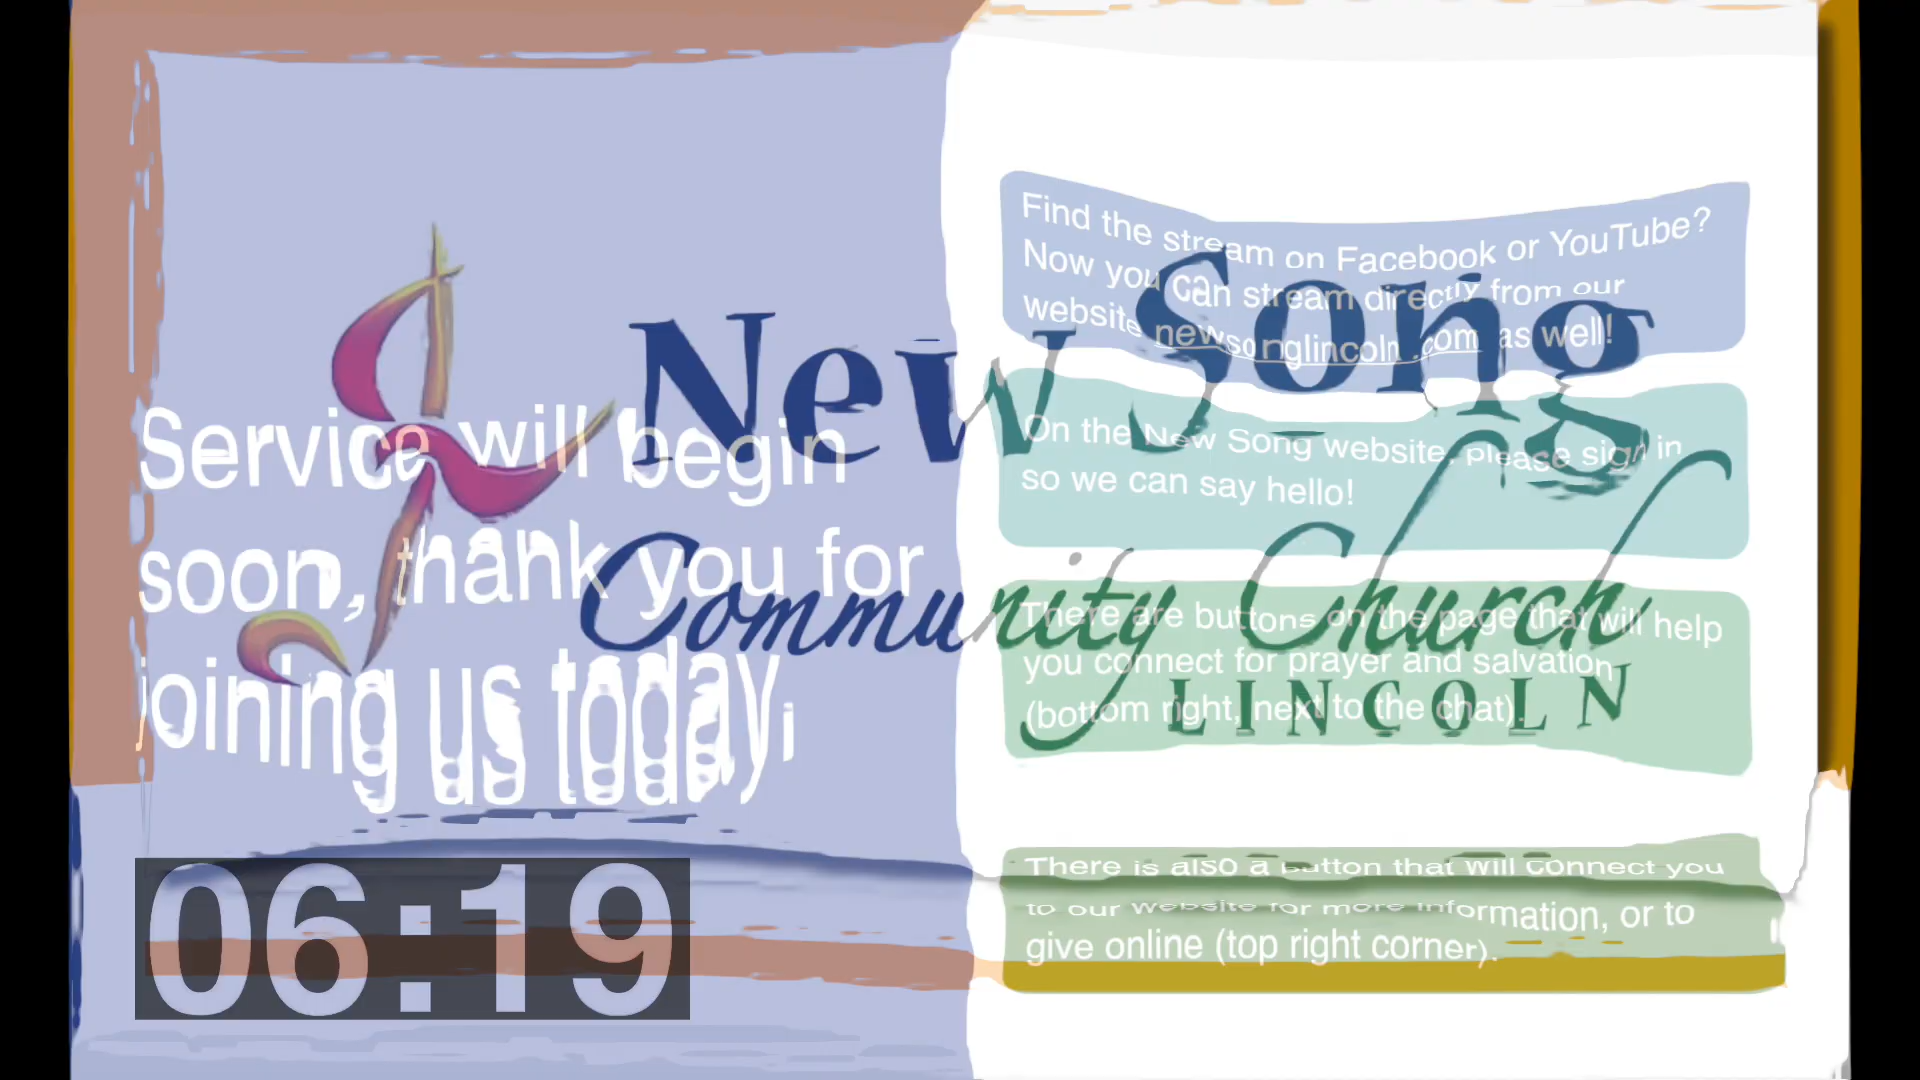 Service will begin
soon, thank you for
joining us today!
06:19
New Song
Community Church
LINCOLN
Find the stream on Facebook or YouTube?
Now you can stream directly from our
website newsonglincoln.com as well!
On the New Song website, please sign in
so we can say hello!
There are buttons on the page that will help
you connect for prayer and salvation
(bottom right, next to the chat).
There is also a button that will connect you
to our website for more information, or to
give online (top right corner).